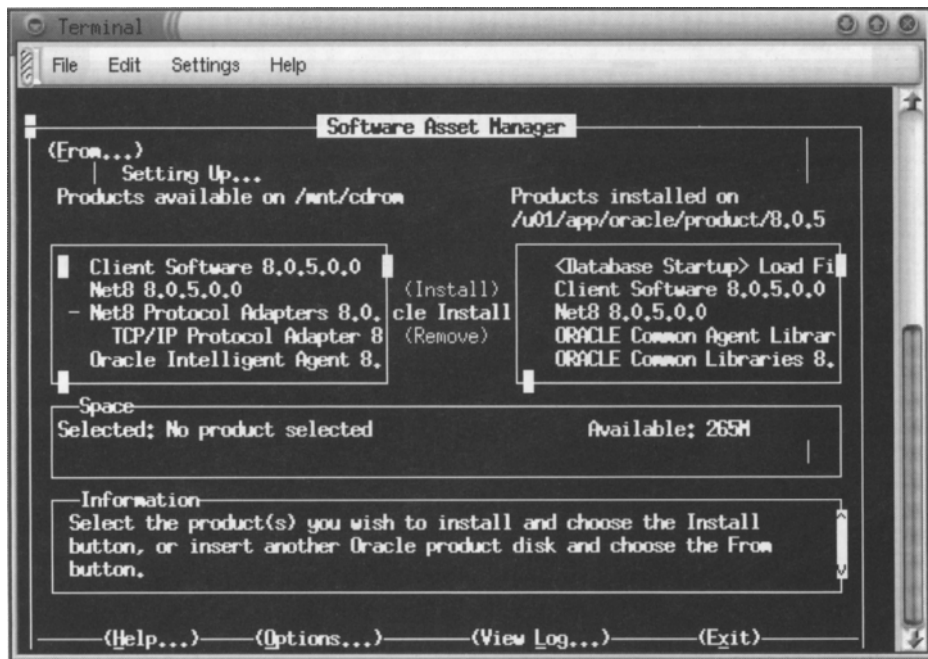 Terminal
File Edit Settings Help
Software Asset Manager
(From...)
Setting Up...
Products available on /mnt/cdrom
Products installed on
/u01/app/oracle/product/8.0.5
Client Software 8.0.5.0.0
Net8 8.0.5.0.0
- Net8 Protocol Adapters 8.0.
TCP/IP Protocol Adapter 8
Oracle Intelligent Agent 8.
(Install)
cle Install
(Remove)
<Database Startup> Load Fi
Client Software 8.0.5.0.0
Net8 8.0.5.0.0
ORACLE Common Agent Librar
ORACLE Common Libraries 8.
Space
Selected: No product selected
Available: 265M
Information
Select the product(s) you wish to install and choose the Install
button, or insert another Oracle product disk and choose the From
button.
(Help...) (Options...) (View Log...) (Exit)